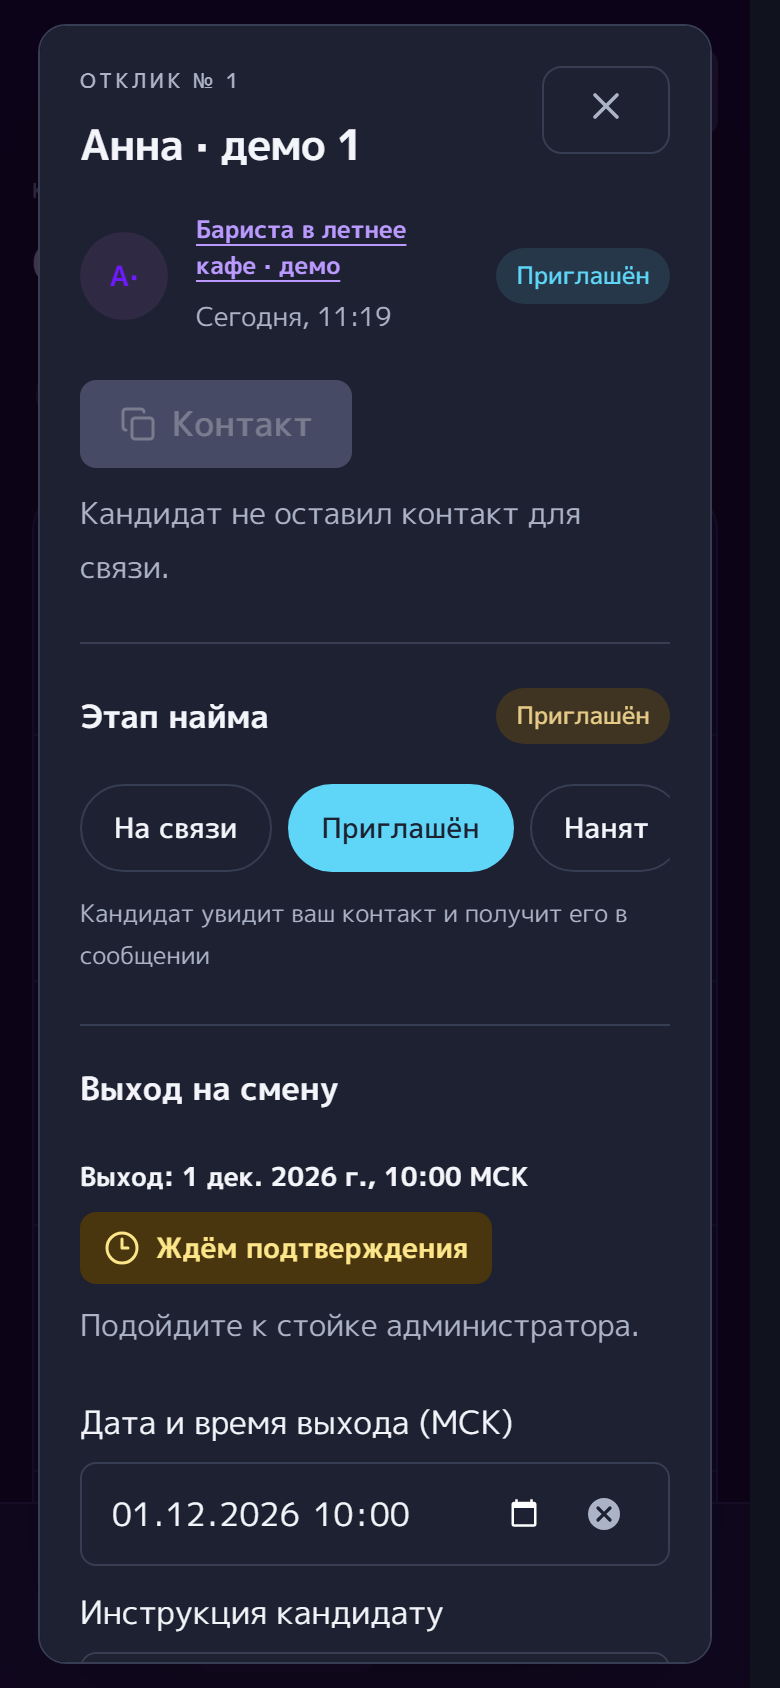 ОТКЛИК № 1
Анна · демо 1
А·
Бариста в летнее
кафе · демо
Сегодня, 11:19
Приглашён
Контакт
Кандидат не оставил контакт для
связи.
Этап найма
Приглашён
На связи
Приглашён
Нанят
Кандидат увидит ваш контакт и получит его в
сообщении
Выход на смену
Выход: 1 дек. 2026 г., 10:00 МСК
Ждём подтверждения
Подойдите к стойке администратора.
Дата и время выхода (МСК)
01.12.2026 10:00
Инструкция кандидату